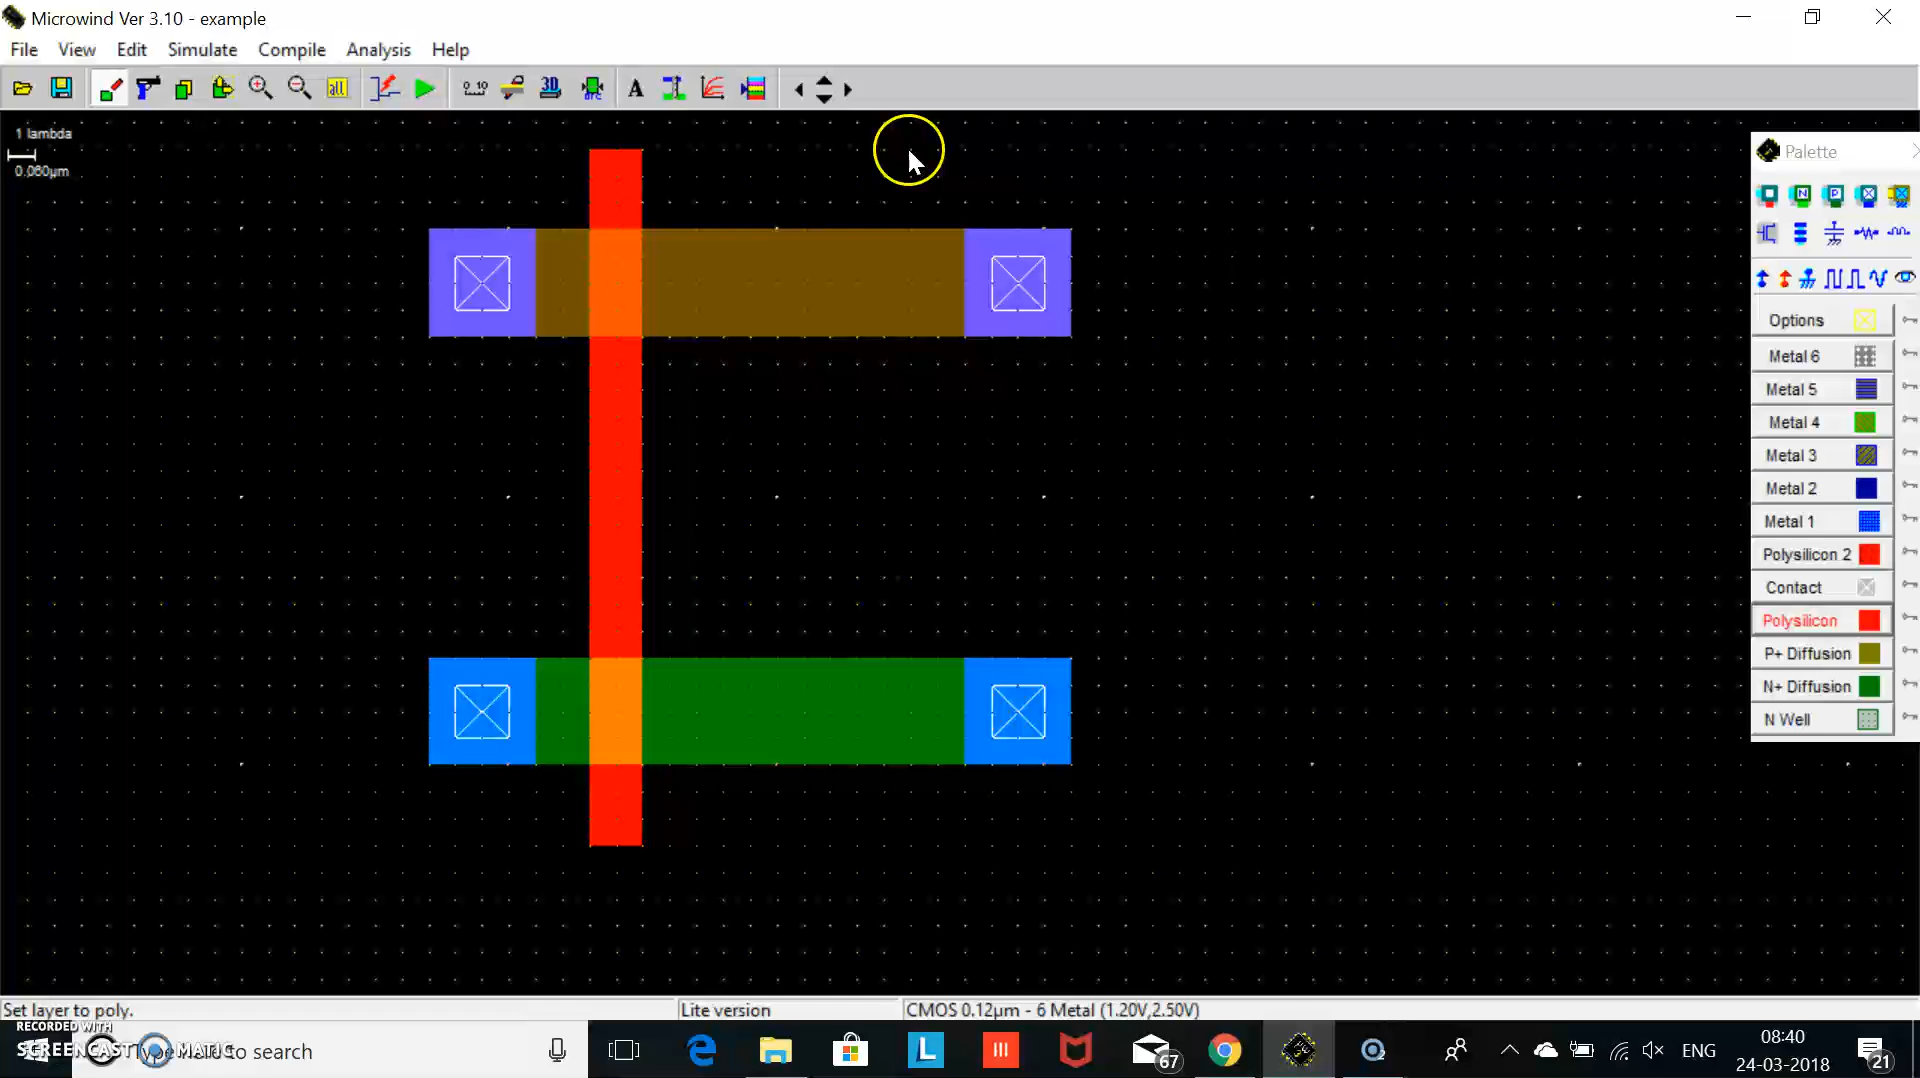 Microwind Ver 3.10 - example
File View Edit Simulate Compile Analysis Help
1 lambda
0.060µm
Palette
Options
Metal 6
Metal 5
Metal 4
Metal 3
Metal 2
Metal 1
Polysilicon 2
Contact
Polysilicon
P+ Diffusion
N+ Diffusion
N Well
Set layer to poly.
Lite version
CMOS 0.12µm - 6 Metal (1.20V,2.50V)
RECORDED WITH
SCREENCAST MATIC
to search
67
ENG
08:40
24-03-2018
21